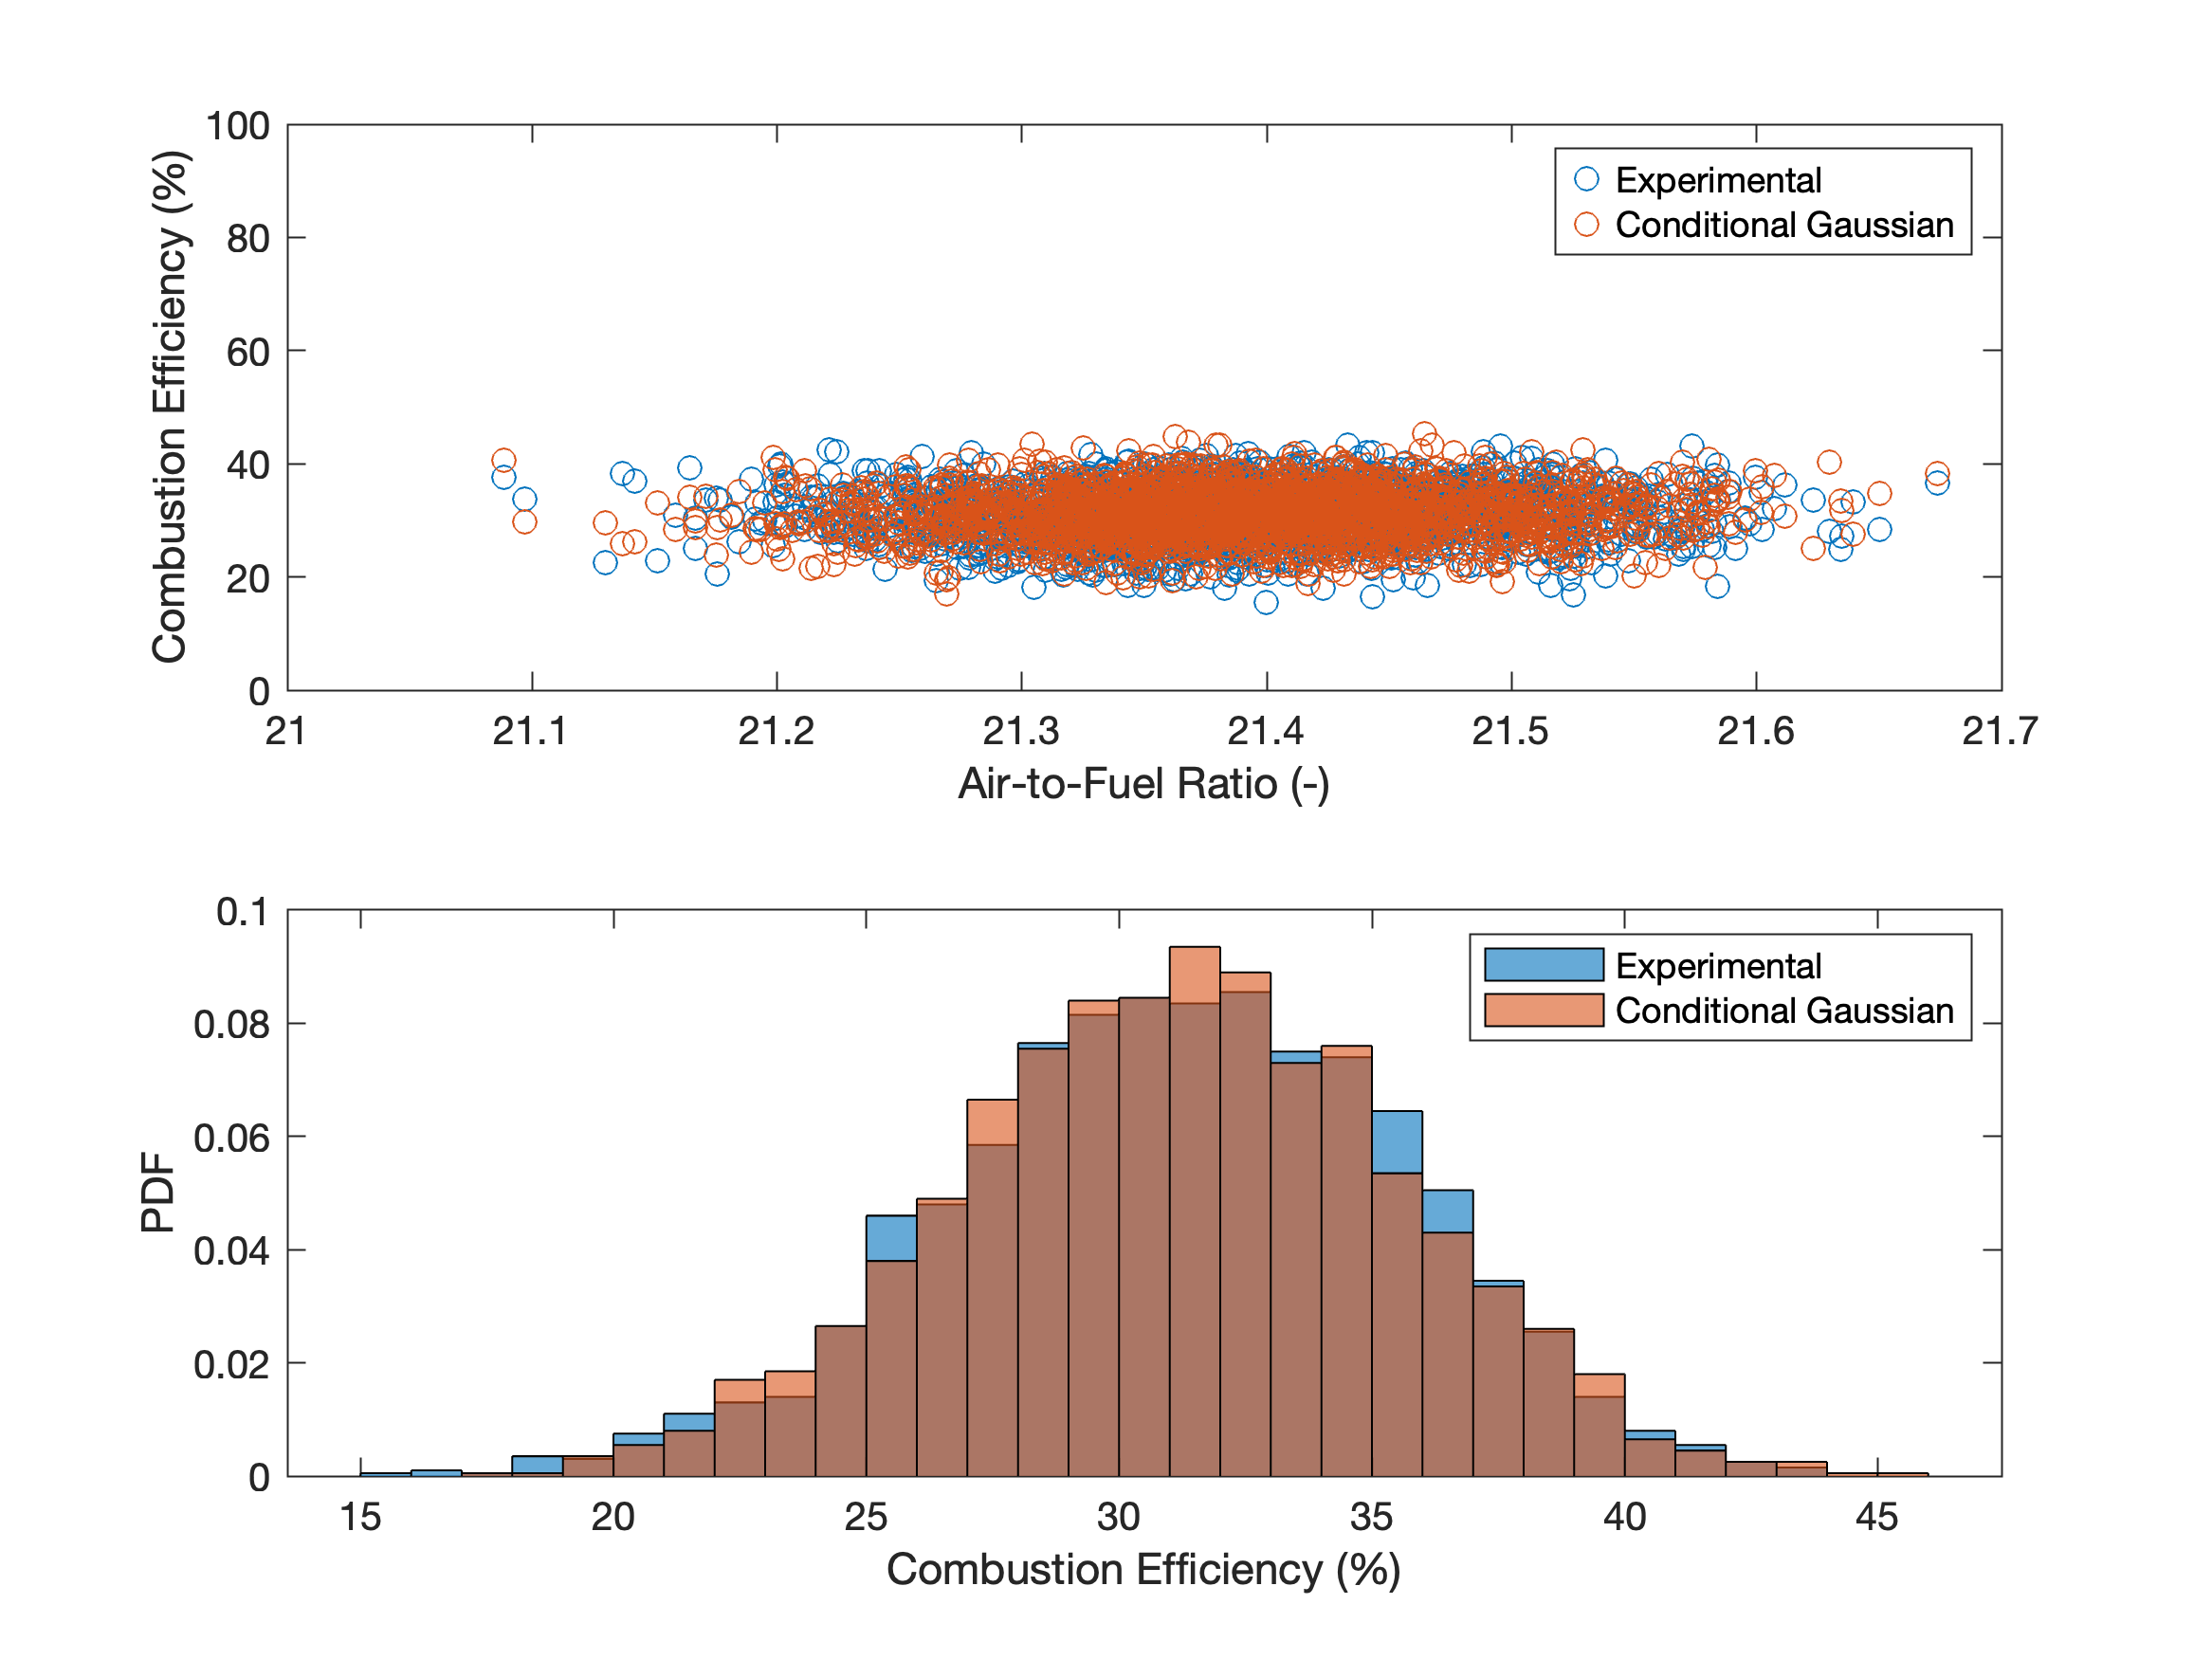 100
80
60
40
20
0
Combustion Efficiency (%)
Experimental
Conditional Gaussian
21 21.1 21.2 21.3 21.4 21.5 21.6 21.7
Air-to-Fuel Ratio (-)
0.1
0.08
0.06
0.04
0.02
0
PDF
Experimental
Conditional Gaussian
15 20 25 30 35 40 45
Combustion Efficiency (%)